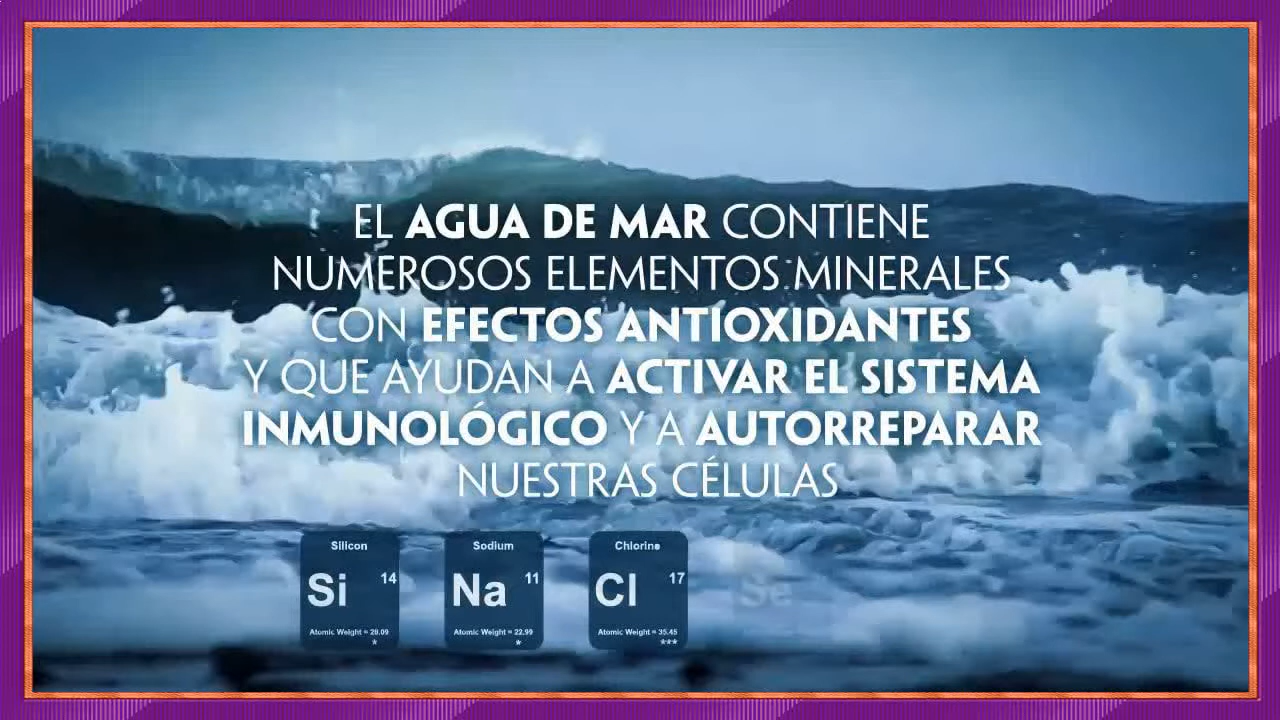 EL AGUA DE MAR CONTIENE
NUMEROSOS ELEMENTOS MINERALES
CON EFECTOS ANTIOXIDANTES
Y QUE AYUDAN A ACTIVAR EL SISTEMA
INMUNOLÓGICO Y A AUTORREPARAR
NUESTRAS CÉLULAS
Silicon
Si 14
Atomic Weight = 28.09
*
Sodium
Na 11
Atomic Weight = 22.99
*
Chlorine
Cl 17
Atomic Weight = 35.45
***
Se